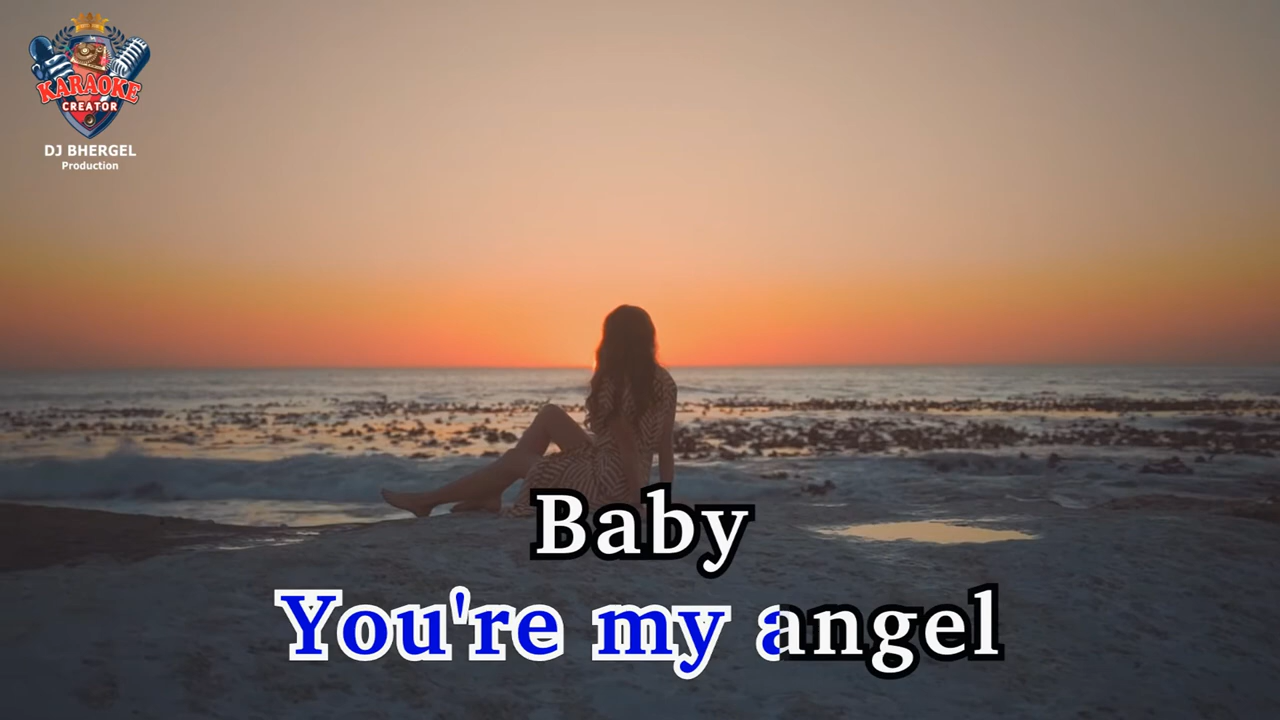 KARAOKE
CREATOR
DJ BHERGEL
Production
Baby
You're my angel